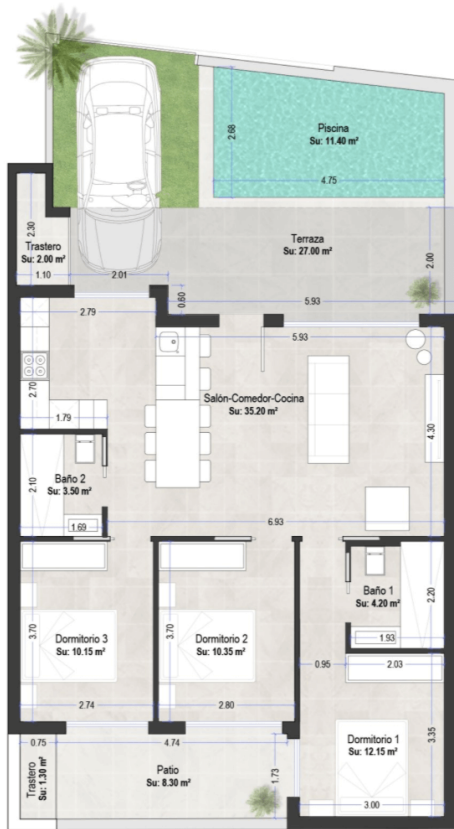 Piscina
Su: 11.40 m²
2.68
4.75
2.30
Trastero
Su: 2.00 m²
1.10
2.01
Terraza
Su: 27.00 m²
2.00
0.60
5.93
2.79
5.93
2.70
Salón-Comedor-Cocina
Su: 35.20 m²
4.30
1.79
2.10
Baño 2
Su: 3.50 m²
1.69
6.93
Baño 1
Su: 4.20 m²
2.20
1.93
3.70
Dormitorio 3
Su: 10.15 m²
3.70
Dormitorio 2
Su: 10.35 m²
0.95
2.03
2.74
2.80
Dormitorio 1
Su: 12.15 m²
3.35
0.75
4.74
1.73
Trastero
Su: 1.30 m²
Patio
Su: 8.30 m²
3.00